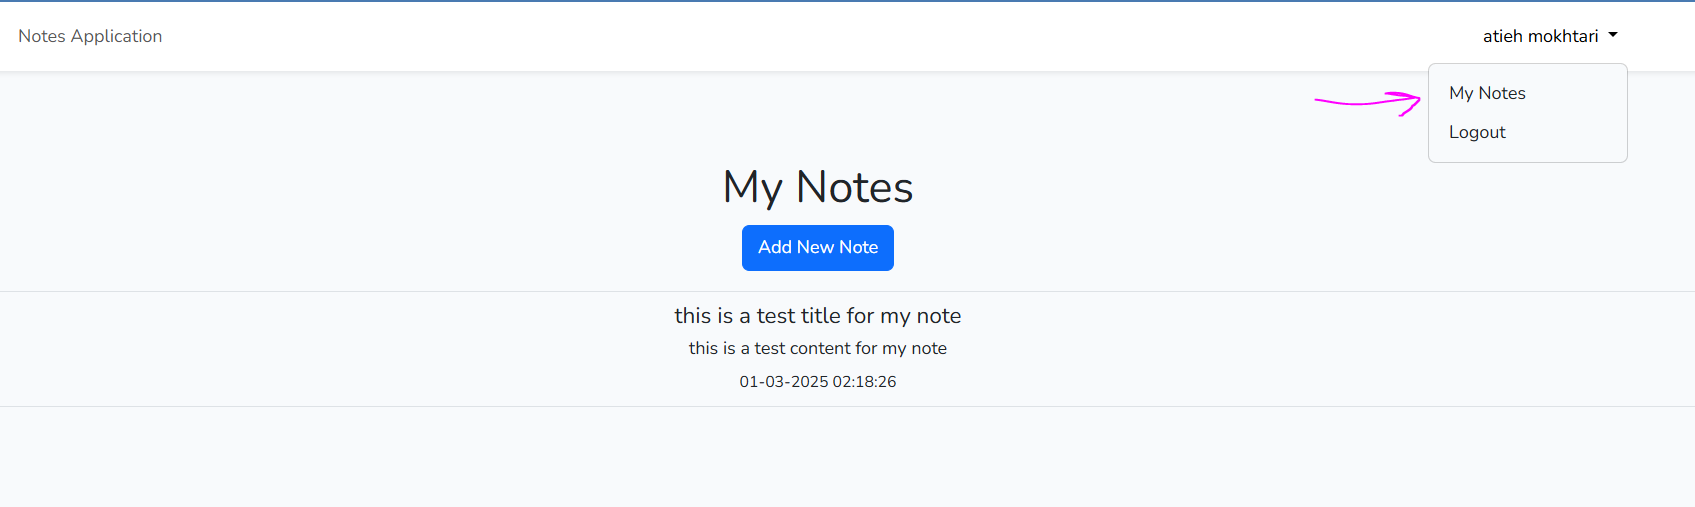 Notes Application
atieh mokhtari
My Notes
Logout
My Notes
Add New Note
this is a test title for my note
this is a test content for my note
01-03-2025 02:18:26